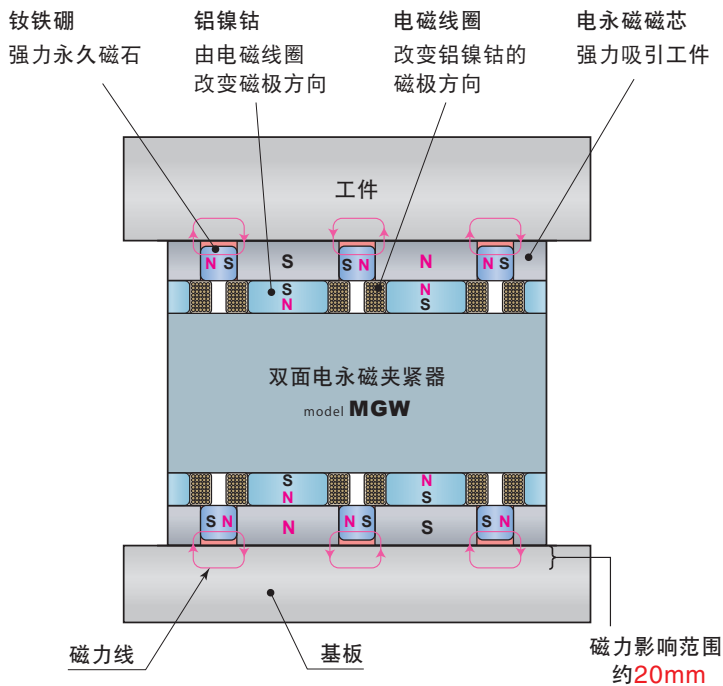 钕铁硼
强力永久磁石
铝镍钴
由电磁线圈
改变磁极方向
电磁线圈
改变铝镍钴的
磁极方向
电永磁磁芯
强力吸引工件
工件
N S
S
S N
N
N S
S
N
N
S
双面电永磁夹紧器
model MGW
S
N
N
S
S N
N
N S
S
S N
磁力线
基板
磁力影响范围
约20mm